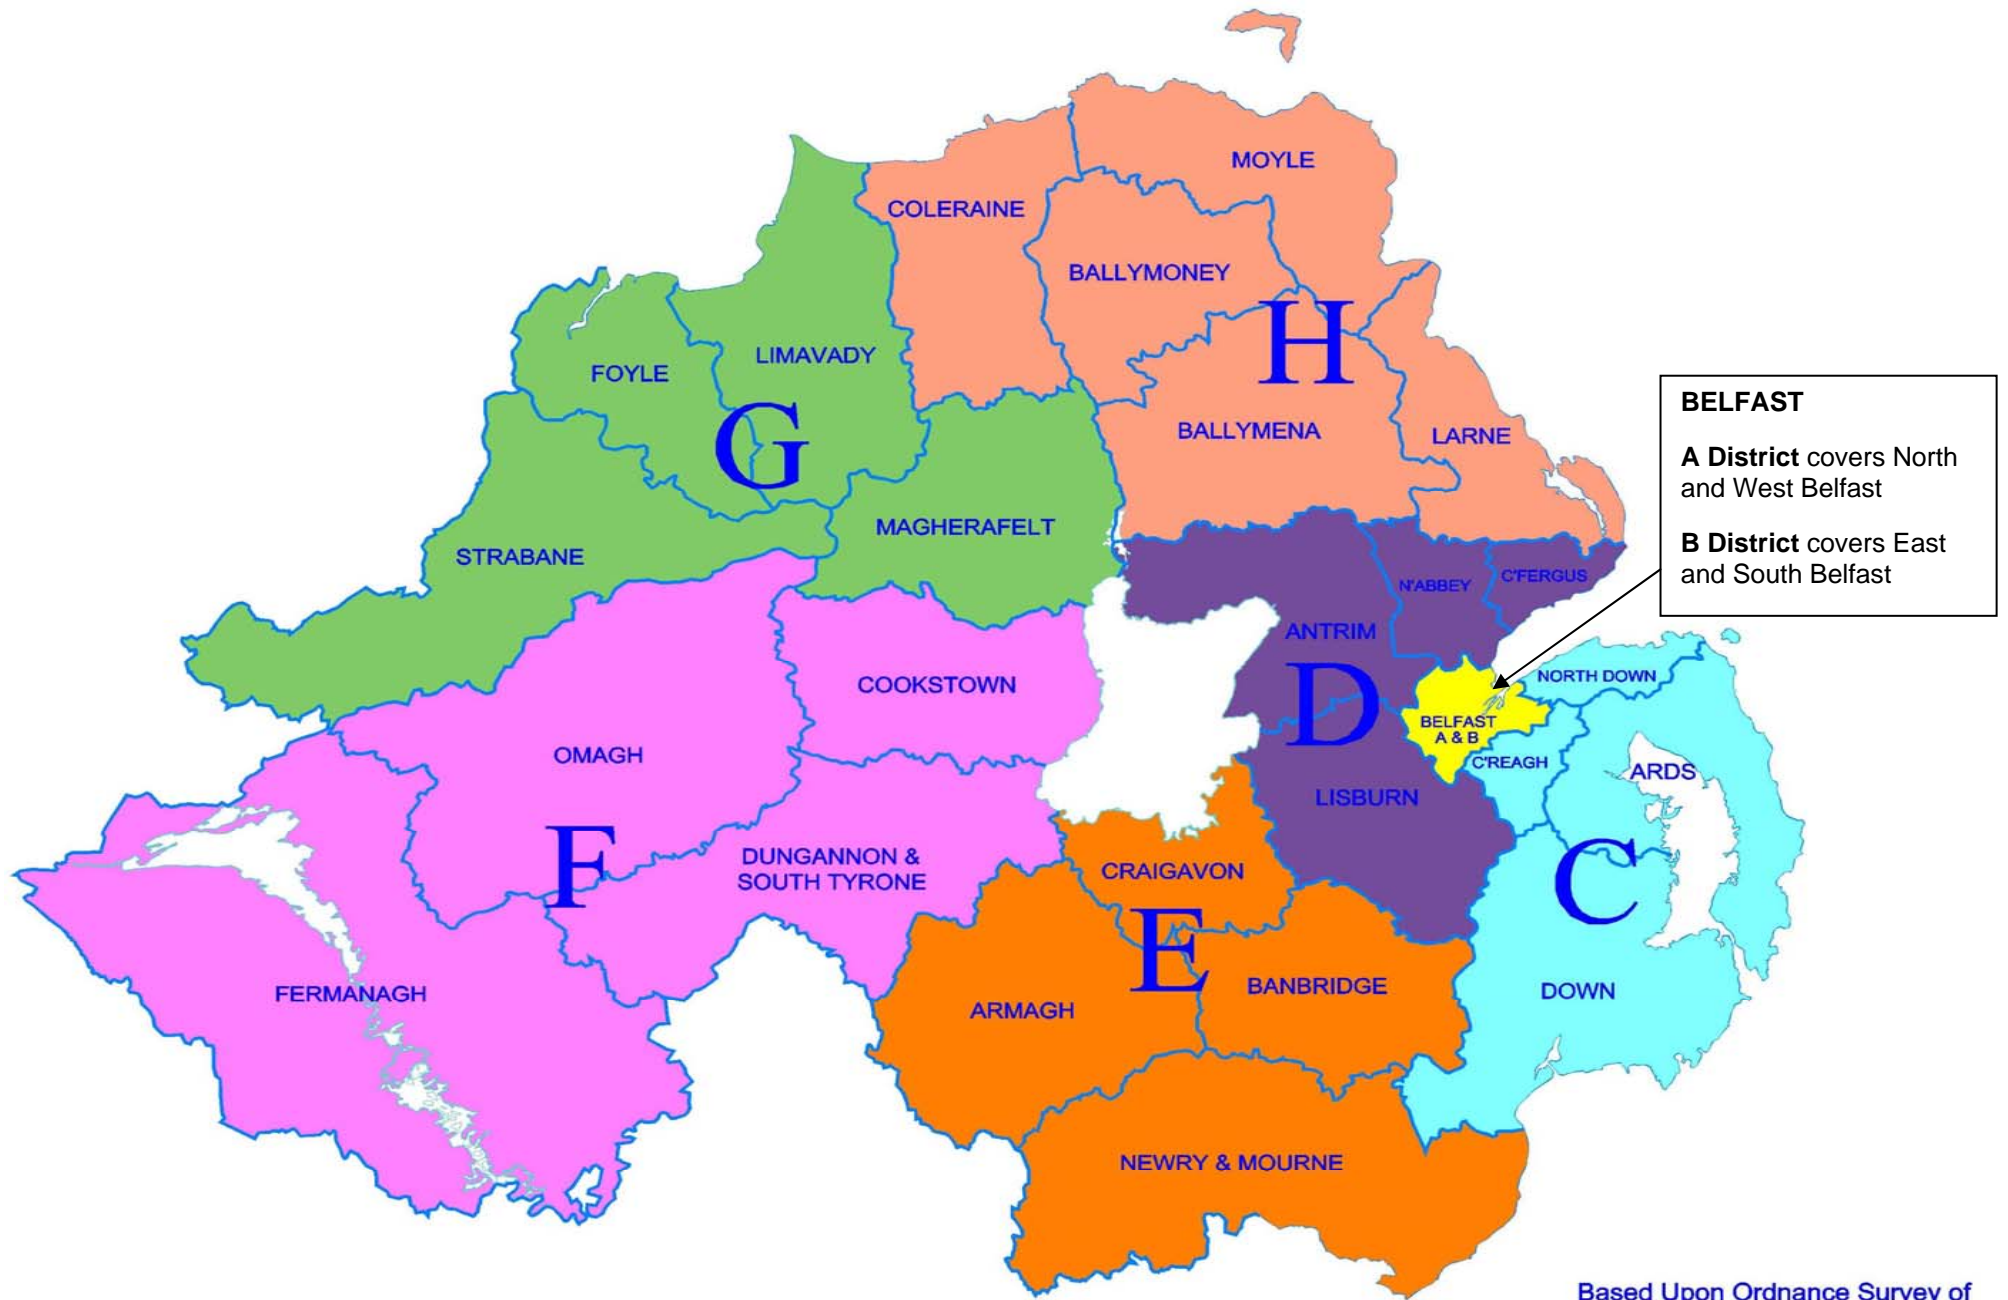 MOYLE
COLERAINE
BALLYMONEY
H
LIMAVADY
FOYLE
G
BALLYMENA
LARNE
BELFAST
A District covers North
and West Belfast
B District covers East
and South Belfast
MAGHERAFELT
STRABANE
N'ABBEY
C'FERGUS
ANTRIM
D
COOKSTOWN
NORTH DOWN
BELFAST
A & B
C'REAGH
ARDS
OMAGH
LISBURN
F
DUNGANNON &
SOUTH TYRONE
CRAIGAVON
C
E
FERMANAGH
ARMAGH
BANBRIDGE
DOWN
NEWRY & MOURNE
Based Upon Ordnance Survey of